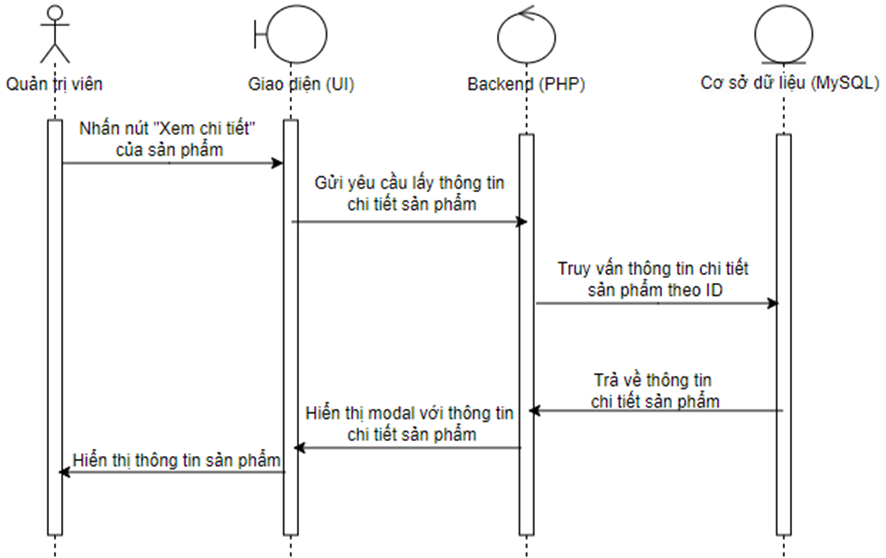 Quản trị viên
Giao diện (UI)
Backend (PHP)
Cơ sở dữ liệu (MySQL)
Nhấn nút "Xem chi tiết"
của sản phẩm
Gửi yêu cầu lấy thông tin
chi tiết sản phẩm
Truy vấn thông tin chi tiết
sản phẩm theo ID
Trả về thông tin
chi tiết sản phẩm
Hiển thị modal với thông tin
chi tiết sản phẩm
Hiển thị thông tin sản phẩm